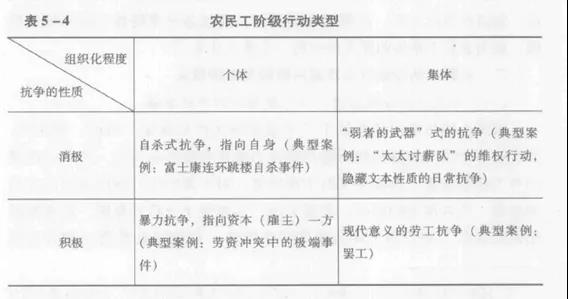 表5-4 农民工阶级行动类型
组织化程度
抗争的性质
个体
集体
消极
自杀式抗争，指向自身（典型案
例：富士康连环跳楼自杀事件）
“弱者的武器”式的抗争（典型案
例：“太太讨薪队”的维权行动，
隐藏文本性质的日常抗争）
积极
暴力抗争，指向资本（雇主）一方
（典型案例：劳资冲突中的极端事
件）
现代意义的劳工抗争（典型案例：
罢工）